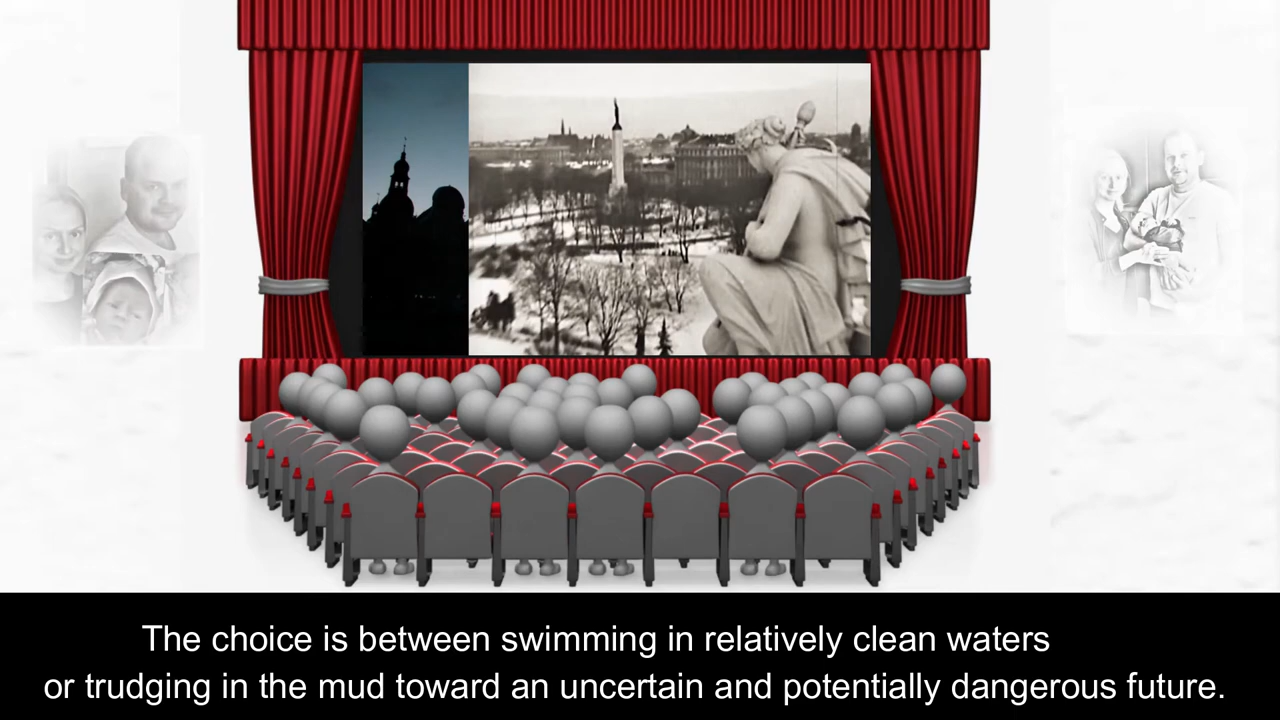 The choice is between swimming in relatively clean waters
or trudging in the mud toward an uncertain and potentially dangerous future.